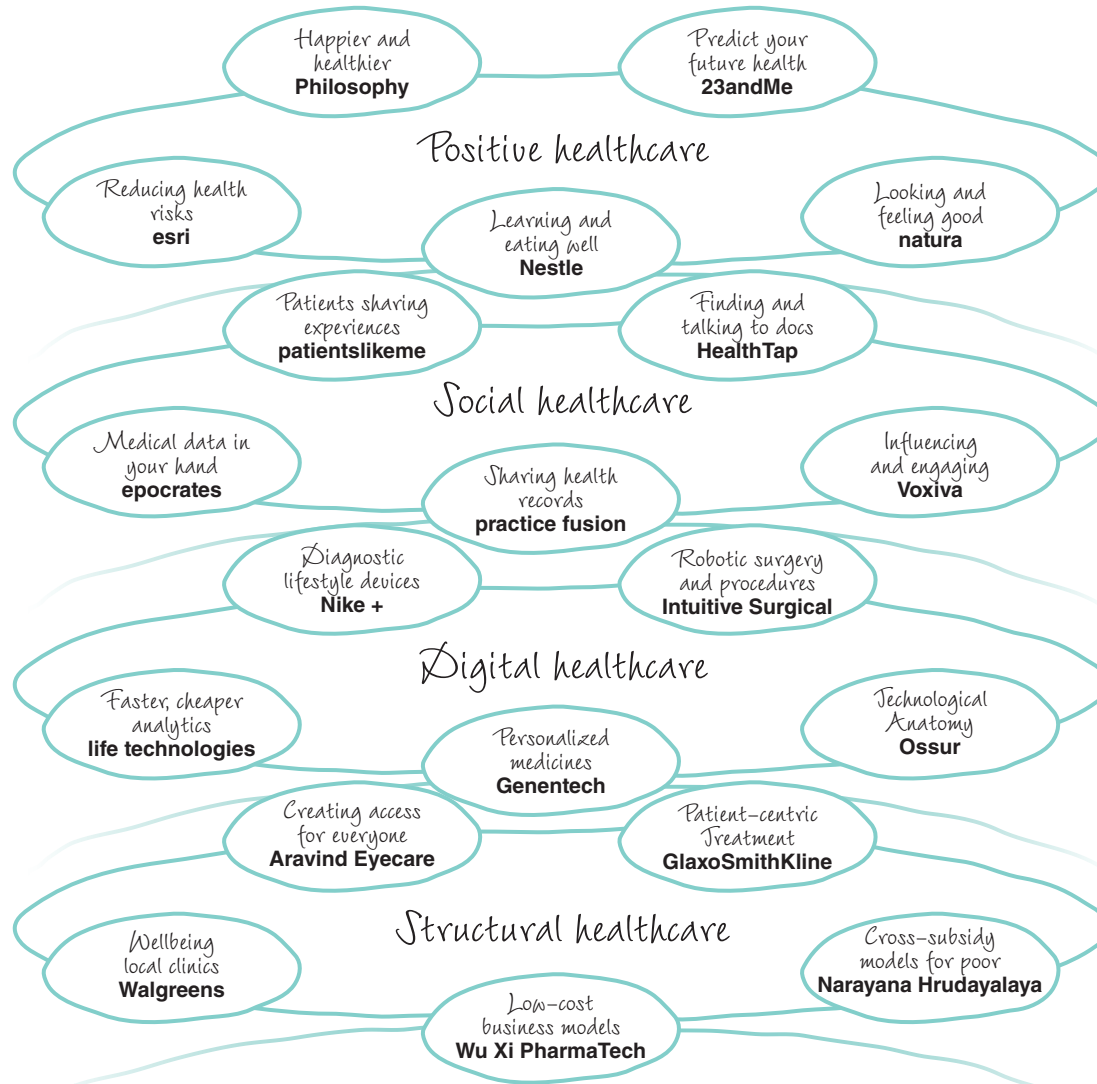 Happier and
healthier
Philosophy
Predict your
future health
23andMe
Positive healthcare
Reducing health
risks
esri
Learning and
eating well
Nestle
Looking and
feeling good
natura
Patients sharing
experiences
patientslikeme
Finding and
talking to docs
HealthTap
Social healthcare
Medical data in
your hand
epocrates
Sharing health
records
practice fusion
Influencing
and engaging
Voxiva
Diagnostic
lifestyle devices
Nike +
Robotic surgery
and procedures
Intuitive Surgical
Digital healthcare
Faster, cheaper
analytics
life technologies
Personalized
medicines
Genentech
Technological
Anatomy
Ossur
Creating access
for everyone
Aravind Eyecare
Patient-centric
Treatment
GlaxoSmithKline
Structural healthcare
Wellbeing
local clinics
Walgreens
Low-cost
business models
Wu Xi PharmaTech
Cross-subsidy
models for poor
Narayana Hrudayalaya